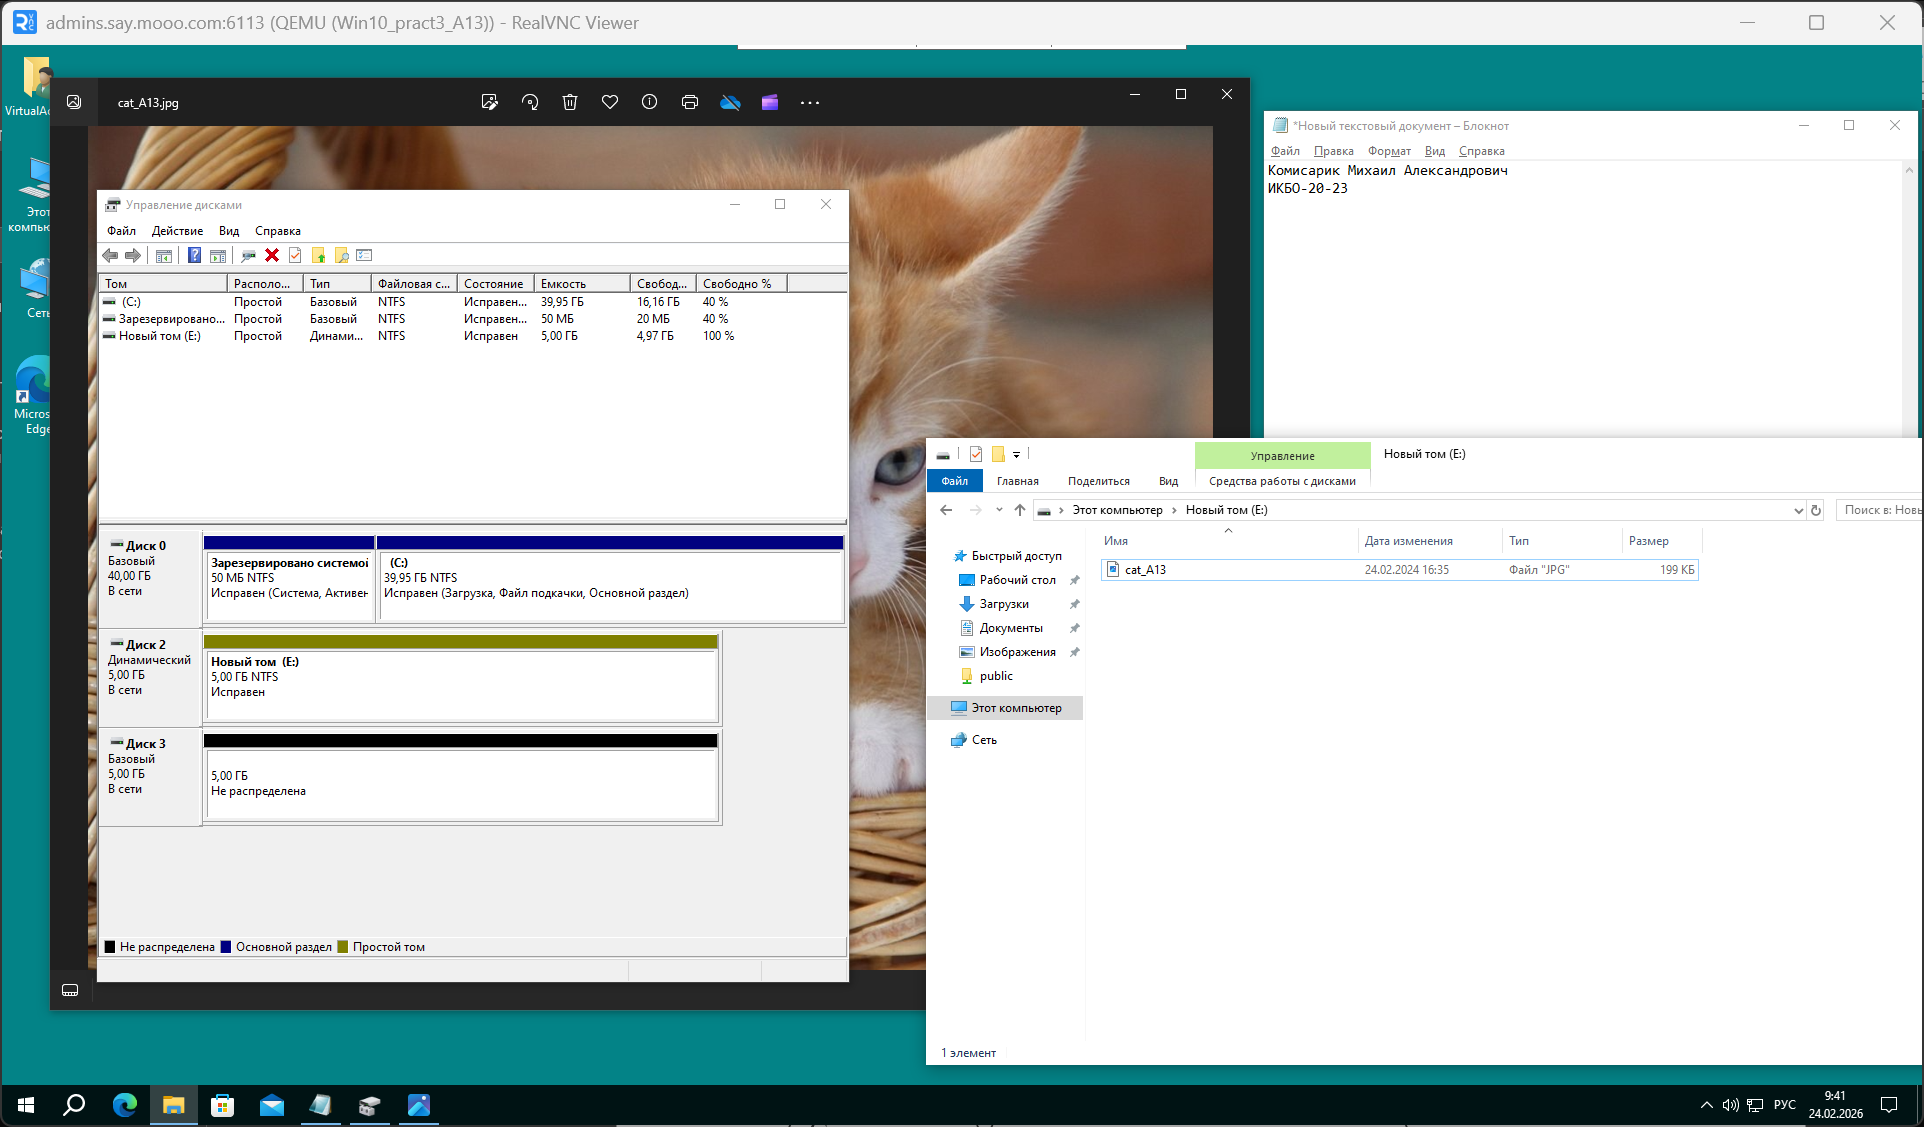 admins.say.mooo.com:6113 (QEMU (Win10_pract3_A13)) - RealVNC Viewer
VirtualAd
Этот
компью
Сеть
Micros
Edge
cat_A13.jpg
Управление дисками
Файл Действие Вид Справка
Том Располо... Тип Файловая с... Состояние Емкость Свобод... Свободно %
(C:) Простой Базовый NTFS Исправен... 39,95 ГБ 16,16 ГБ 40 %
Зарезервировано... Простой Базовый NTFS Исправен... 50 МБ 20 МБ 40 %
Новый том (E:) Простой Динами... NTFS Исправен 5,00 ГБ 4,97 ГБ 100 %
Диск 0
Базовый
40,00 ГБ
В сети
Зарезервировано системой
50 МБ NTFS
Исправен (Система, Активен
(C:)
39,95 ГБ NTFS
Исправен (Загрузка, Файл подкачки, Основной раздел)
Диск 2
Динамический
5,00 ГБ
В сети
Новый том (E:)
5,00 ГБ NTFS
Исправен
Диск 3
Базовый
5,00 ГБ
В сети
5,00 ГБ
Не распределена
Не распределена Основной раздел Простой том
*Новый текстовый документ – Блокнот
Файл Правка Формат Вид Справка
Комисарик Михаил Александрович
ИКБО-20-23
Управление Новый том (E:)
Файл Главная Поделиться Вид Средства работы с дисками
Этот компьютер Новый том (E:) Поиск в: Новы
Быстрый доступ
Рабочий стол
Загрузки
Документы
Изображения
public
Этот компьютер
Сеть
Имя Дата изменения Тип Размер
cat_A13 24.02.2024 16:35 Файл "JPG" 199 КБ
1 элемент
РУС
9:41
24.02.2026